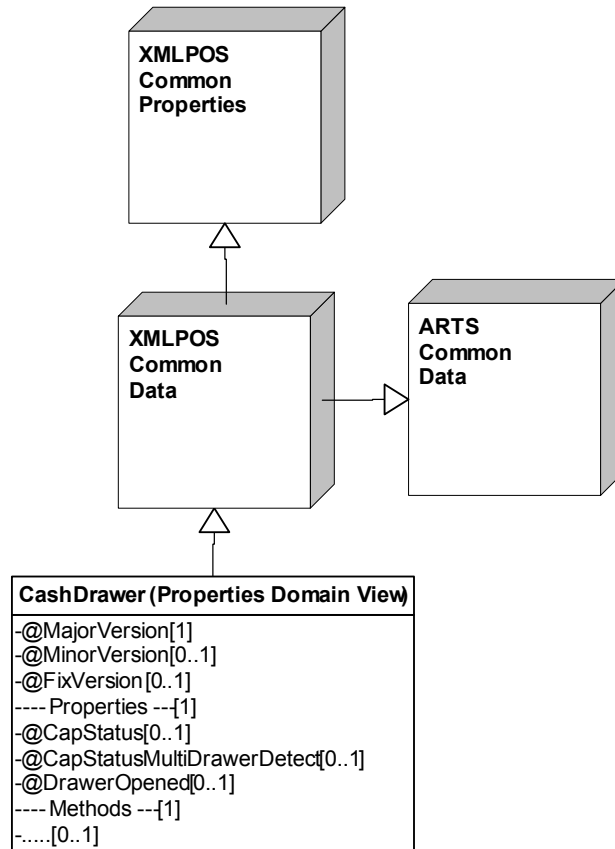 XMLPOS
Common
Properties
XMLPOS
Common
Data
ARTS
Common
Data
CashDrawer (Properties Domain View)
-@MajorVersion[1]
-@MinorVersion[0..1]
-@FixVersion[0..1]
---- Properties ---[1]
-@CapStatus[0..1]
-@CapStatusMultiDrawerDetect[0..1]
-@DrawerOpened[0..1]
---- Methods ---[1]
-.....[0..1]